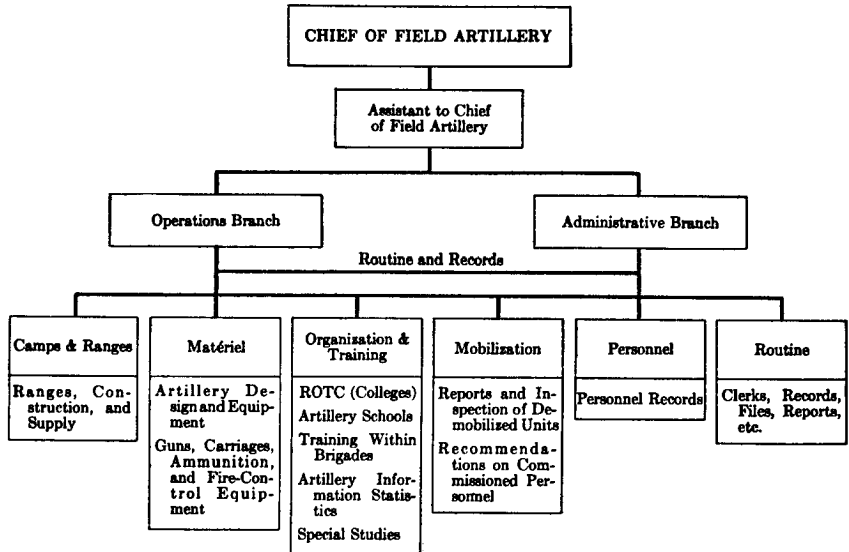 CHIEF OF FIELD ARTILLERY
Assistant to Chief
of Field Artillery
Operations Branch
Administrative Branch
Routine and Records
Camps & Ranges
Ranges, Con-
struction, and
Supply
Matériel
Artillery De-
sign and Equip-
ment
Guns, Carriages,
Ammunition,
and Fire-Con-
trol Equip-
ment
Organization &
Training
ROTC (Colleges)
Artillery Schools
Training Within
Brigades
Artillery Infor-
mation Statis-
tics
Special Studies
Mobilization
Reports and In-
spection of De-
mobilized Units
Recommenda-
tions on Com-
missioned Per-
sonnel
Personnel
Personnel Records
Routine
Clerks, Records,
Files, Reports,
etc.